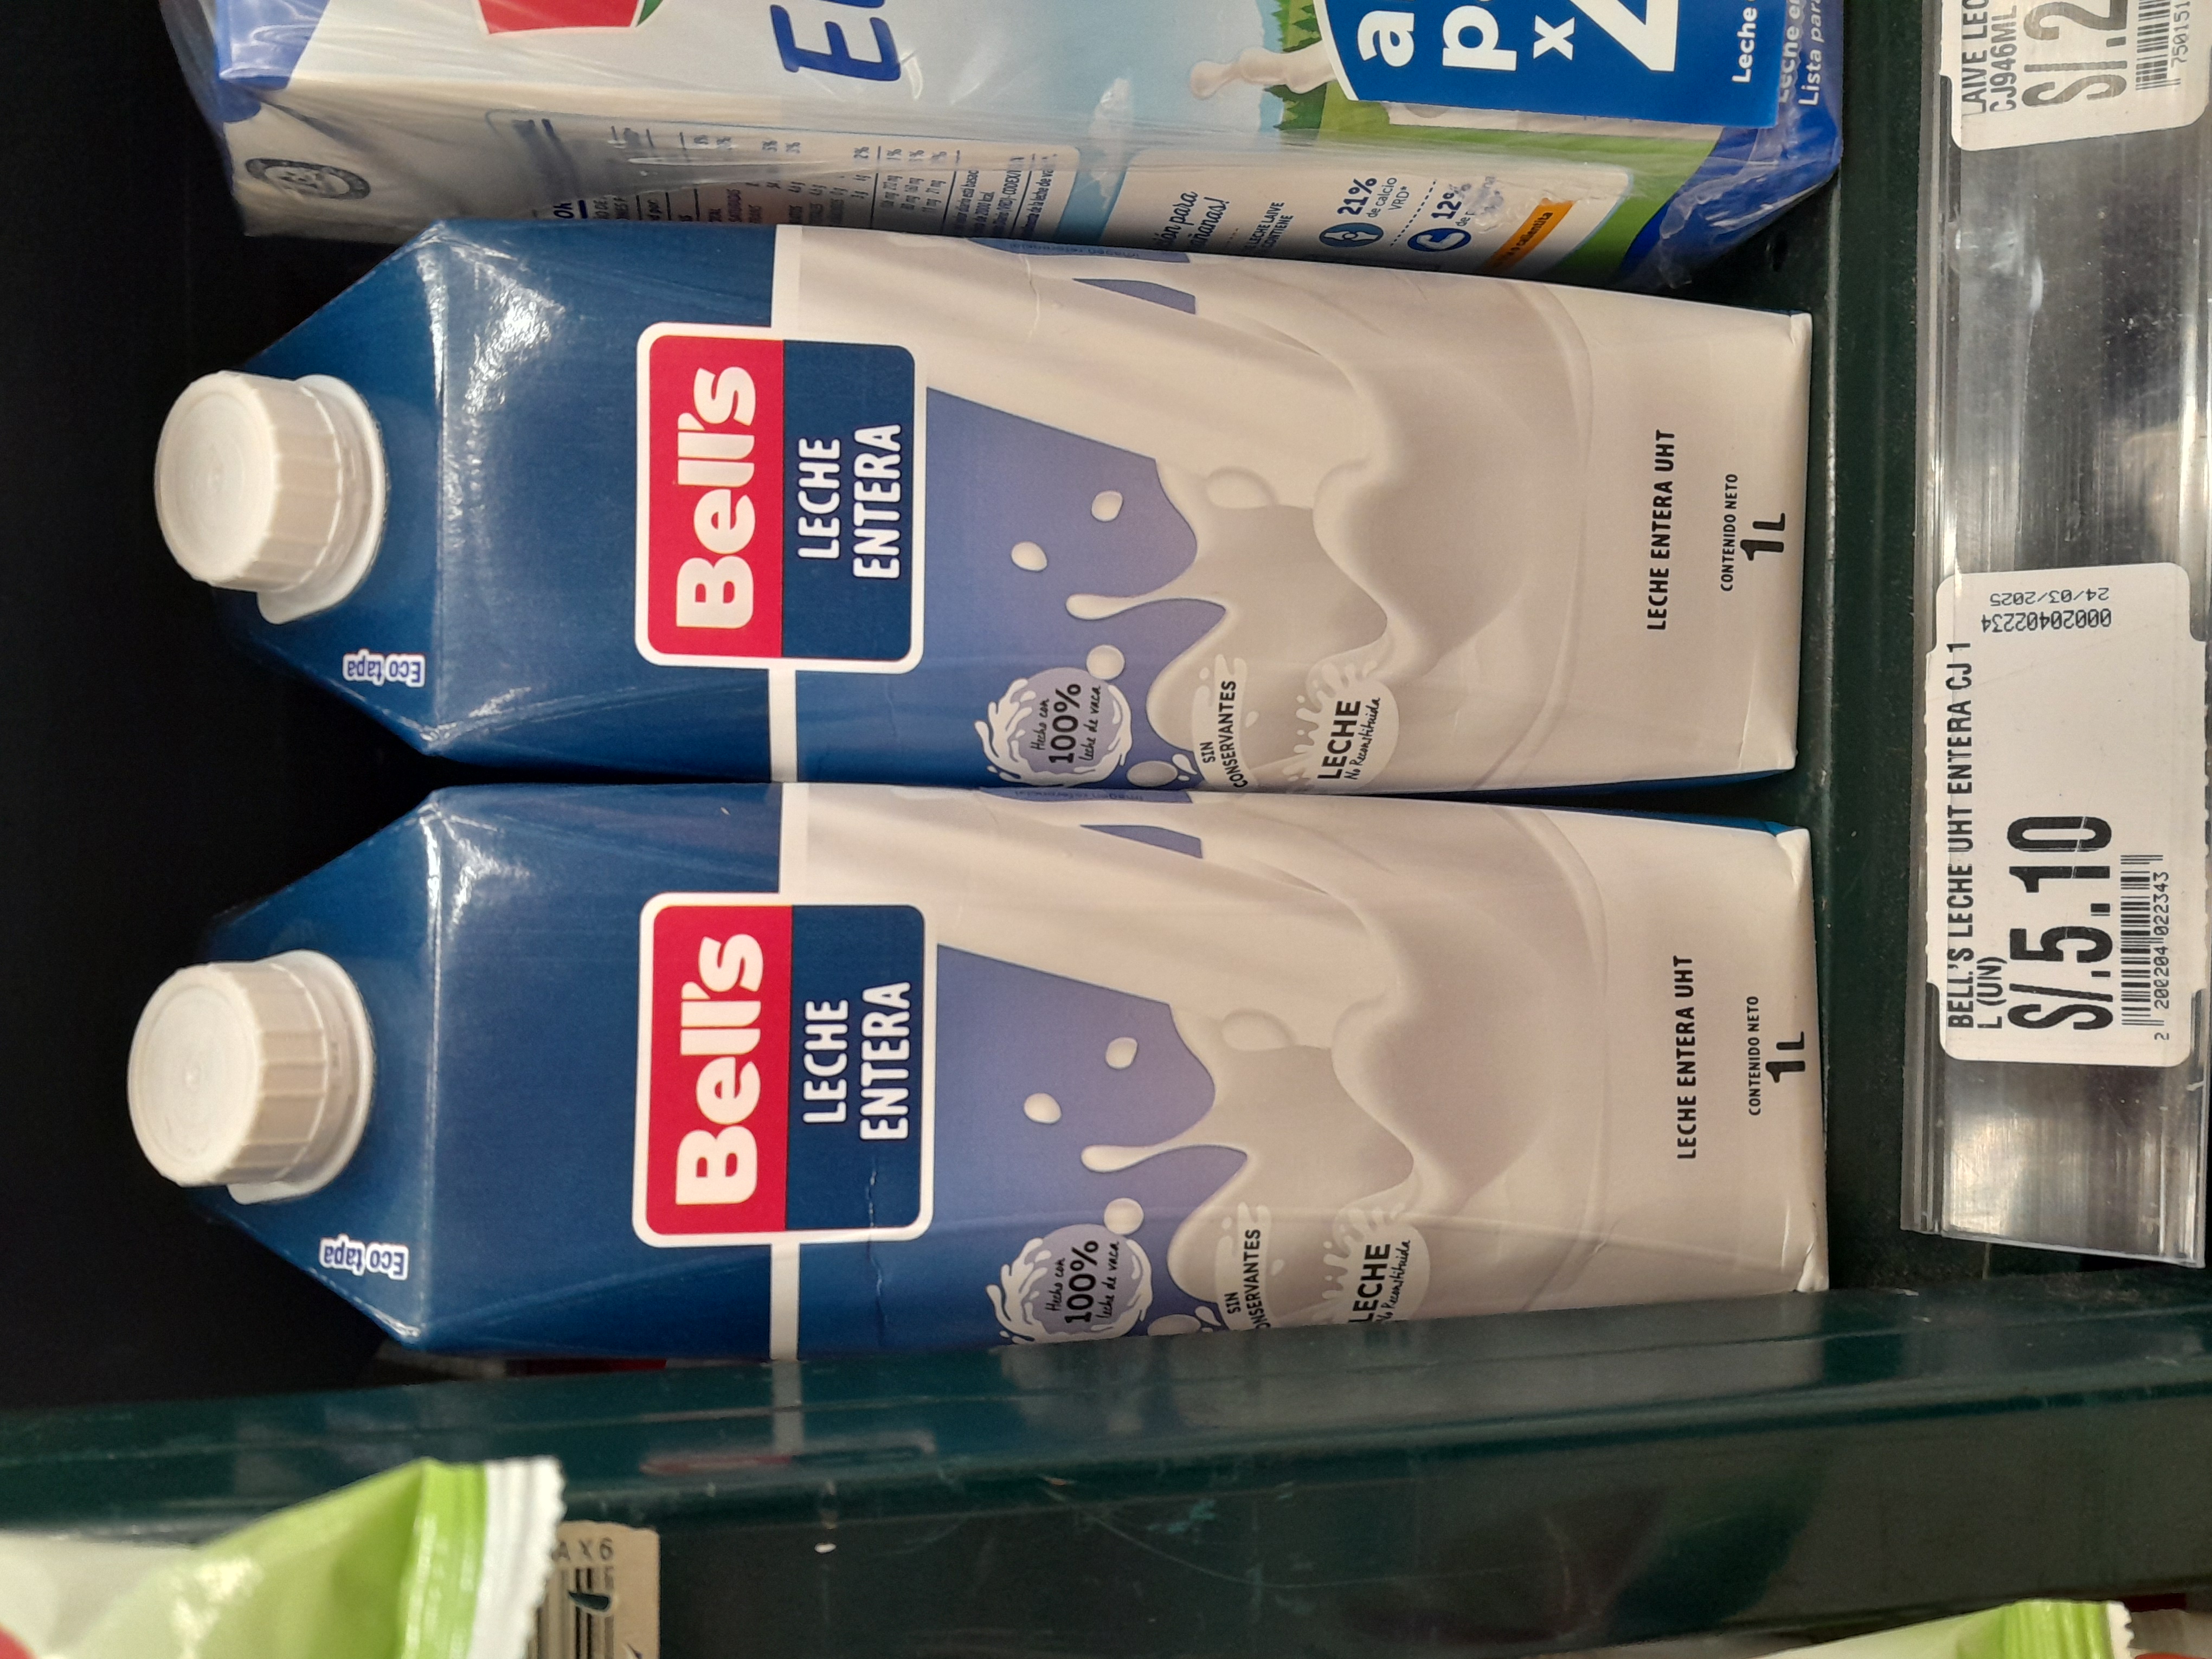 Eco tapa
Bell's
LECHE
ENTERA
Hecho con
100%
leche de vaca
SIN
CONSERVANTES
LECHE
No Reconstituida
LECHE ENTERA UHT
CONTENIDO NETO
1L
Eco tapa
Bell's
LECHE
ENTERA
Hecho con
100%
leche de vaca
SIN
CONSERVANTES
LECHE
No Reconstituida
LECHE ENTERA UHT
CONTENIDO NETO
1L
21%
de calcio
VRD*
12%
a
x
Leche
Lista para
BELL'S LECHE UHT ENTERA CJ 1
L (UN)
S/.5.10
000204022234
24/03/2025
2 200204 022343
LAIVE
CJ946ML
S/.2
X6